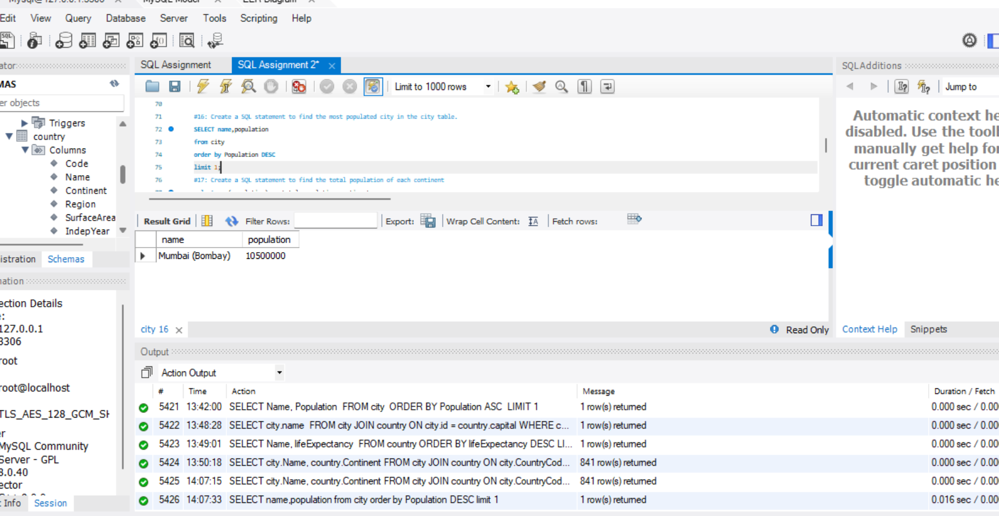 MySQL Model
EER Diagram
Edit View Query Database Server Tools Scripting Help
SQL Assignment SQL Assignment 2*
SQLAdditions
Limit to 1000 rows
Jump to
70
71 #16: Create a SQL statement to find the most populated city in the city table.
72 SELECT name,population
73 from city
74 order by Population DESC
75 limit 1;
76 #17: Create a SQL statement to find the total population of each continent
Triggers
country
Columns
Code
Name
Continent
Region
SurfaceArea
IndepYear
Schemas
Result Grid Filter Rows: Export: Wrap Cell Content: Fetch rows:
name population
Mumbai (Bombay) 10500000
city 16
Read Only
Automatic context he
disabled. Use the tool
manually get help for
current caret position
toggle automatic he
Context Help Snippets
ection Details
127.0.0.1
3306
root
root@localhost
TLS_AES_128_GCM_SH
MySQL Community
Server - GPL
8.0.40
Info Session
Output
Action Output
# Time Action Message Duration / Fetch
5421 13:42:00 SELECT Name, Population FROM city ORDER BY Population ASC LIMIT 1 1 row(s) returned 0.000 sec / 0.00
5422 13:48:28 SELECT city.name FROM city JOIN country ON city.id = country.capital WHERE c... 1 row(s) returned 0.000 sec / 0.00
5423 13:49:01 SELECT Name, lifeExpectancy FROM country ORDER BY lifeExpectancy DESC LI... 1 row(s) returned 0.000 sec / 0.00
5424 13:50:18 SELECT city.Name, country.Continent FROM city JOIN country ON city.CountryCod... 841 row(s) returned 0.000 sec / 0.00
5425 14:07:15 SELECT city.Name, country.Continent FROM city JOIN country ON city.CountryCod... 841 row(s) returned 0.000 sec / 0.00
5426 14:07:33 SELECT name,population from city order by Population DESC limit 1 1 row(s) returned 0.016 sec / 0.00